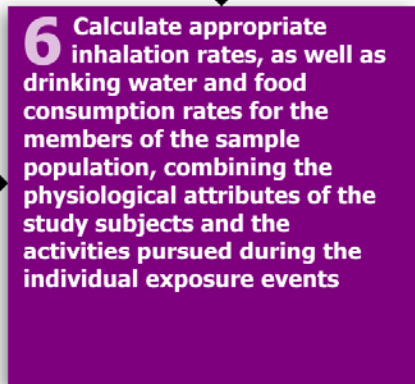 6 Calculate appropriate
inhalation rates, as well as
drinking water and food
consumption rates for the
members of the sample
population, combining the
physiological attributes of the
study subjects and the
activities pursued during the
individual exposure events